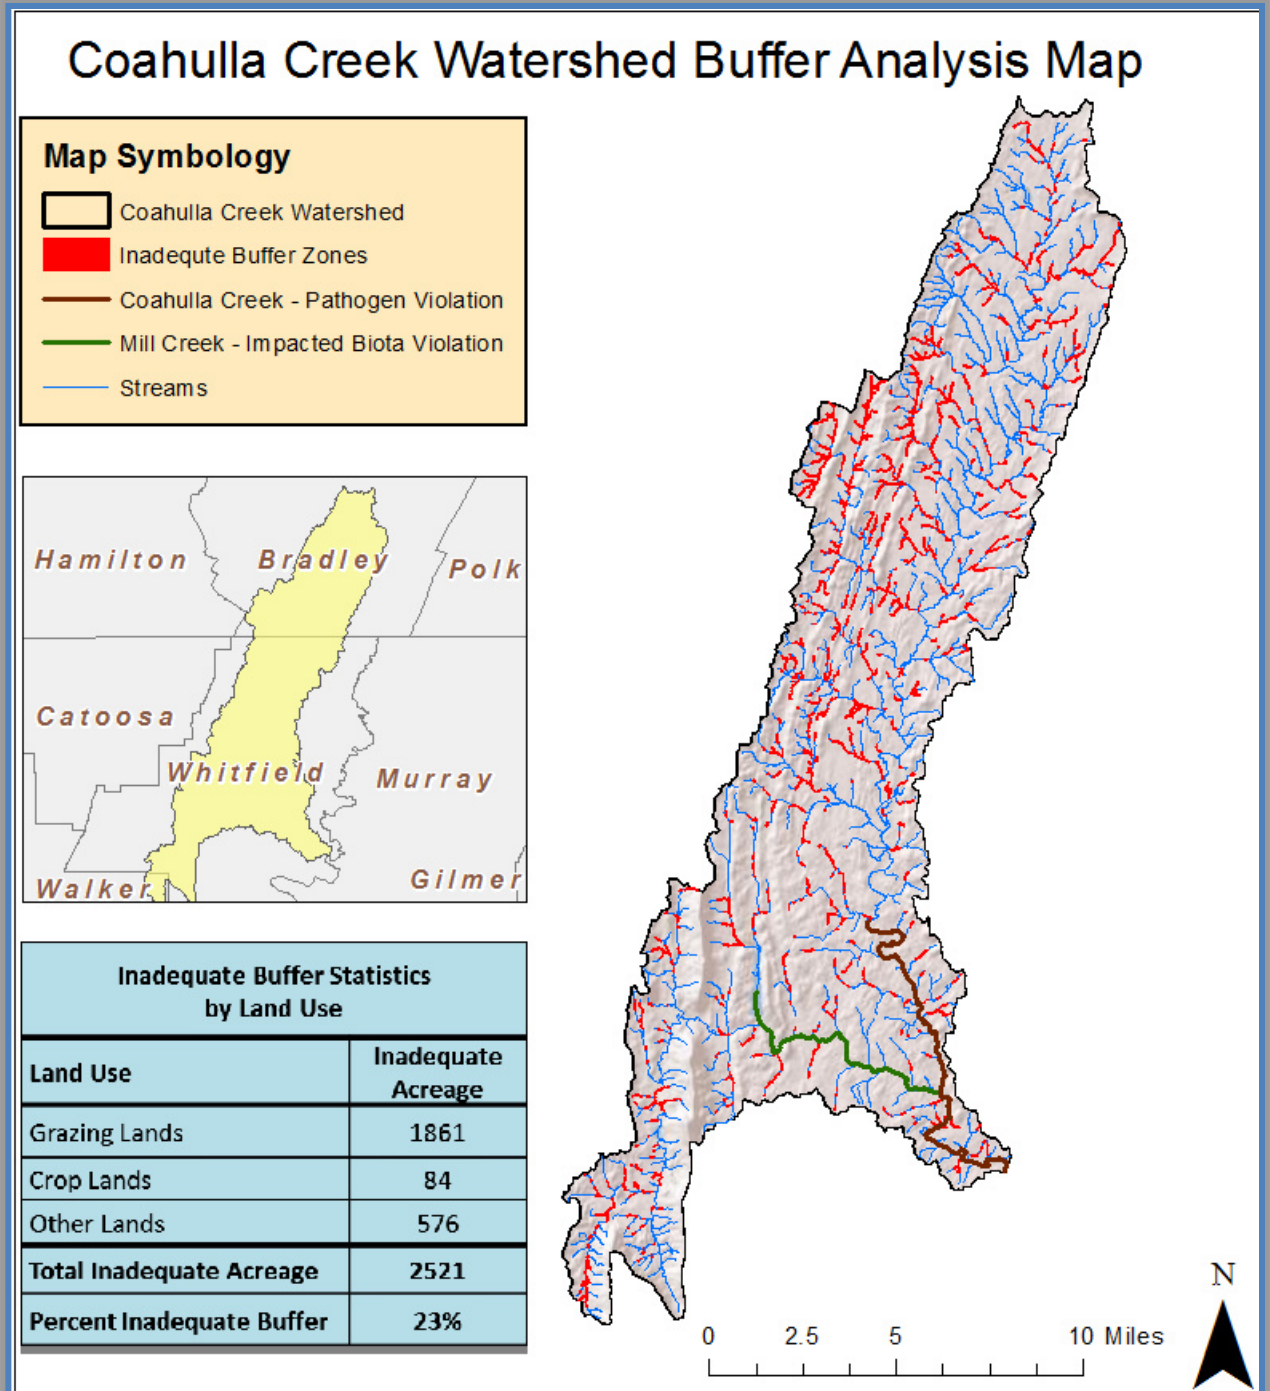 Coahulla Creek Watershed Buffer Analysis Map
Map Symbology
Coahulla Creek Watershed
Inadequte Buffer Zones
Coahulla Creek - Pathogen Violation
Mill Creek - Impacted Biota Violation
Streams
Hamilton
Bradley
Polk
Catoosa
Whitfield
Murray
Walker
Gilmer
Inadequate Buffer Statistics
by Land Use
Land Use
Inadequate
Acreage
Grazing Lands 1861
Crop Lands 84
Other Lands 576
Total Inadequate Acreage 2521
Percent Inadequate Buffer 23%
N
0 2.5 5 10 Miles